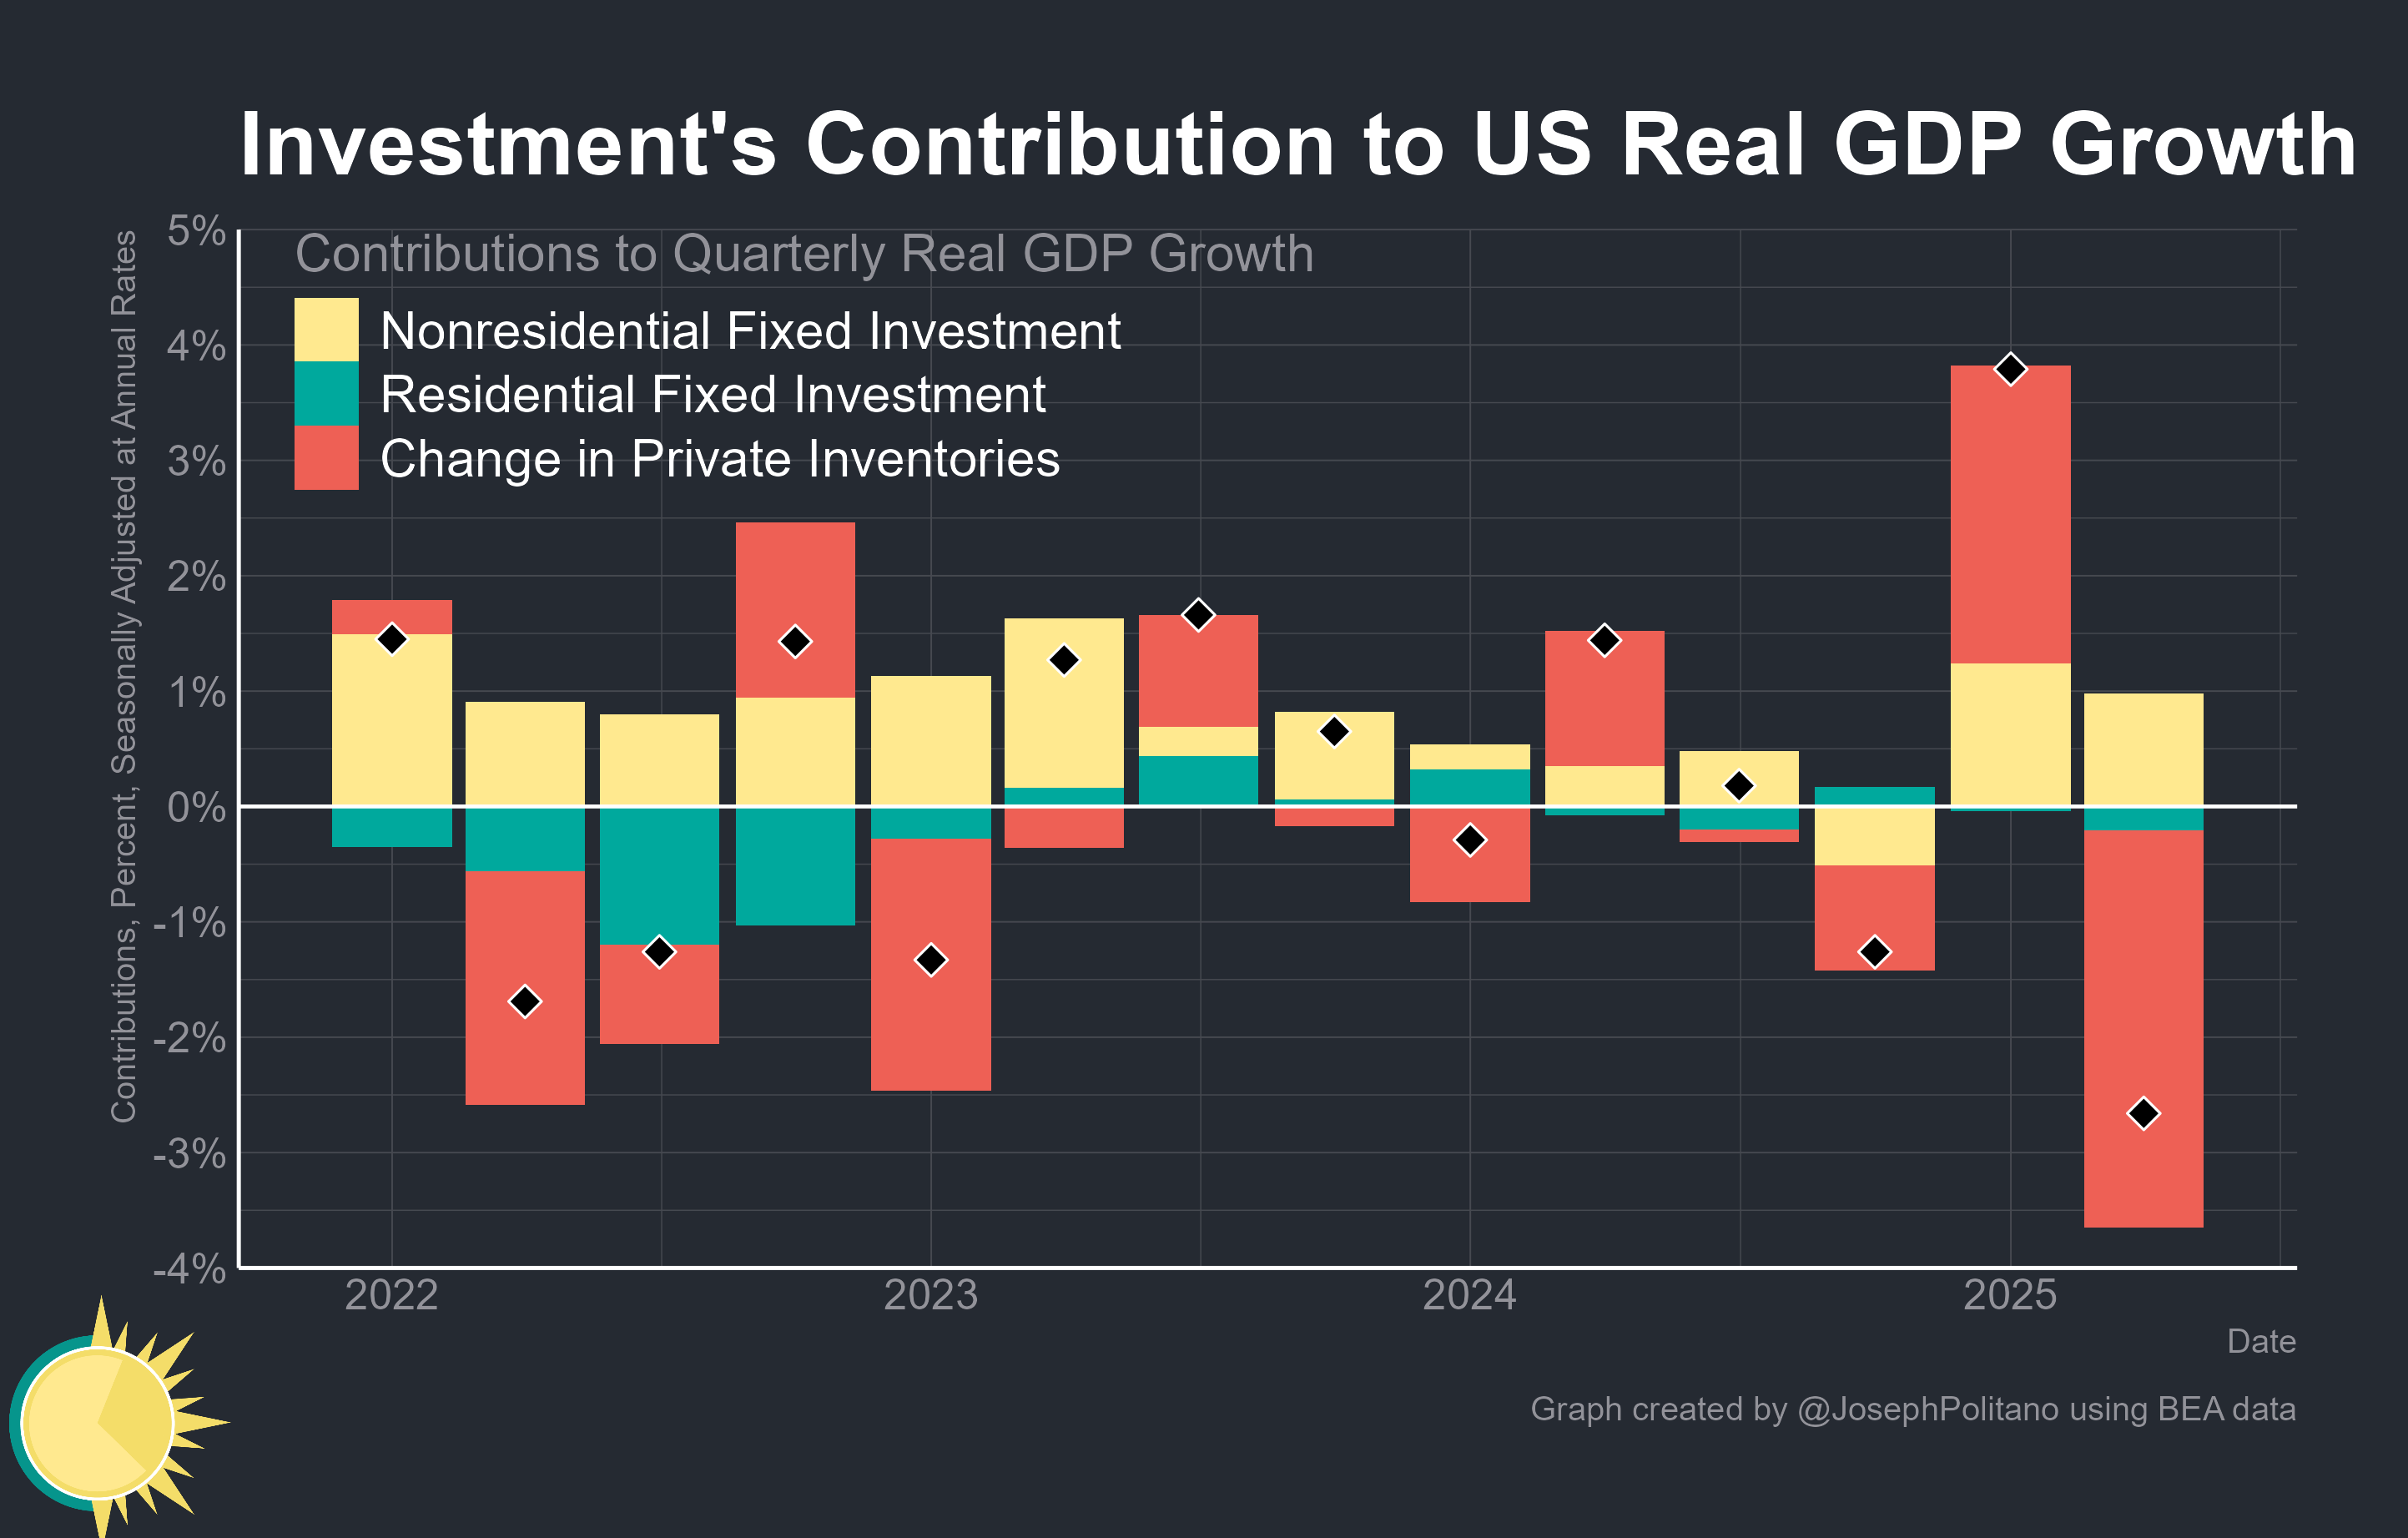 Investment's Contribution to US Real GDP Growth
Contributions, Percent, Seasonally Adjusted at Annual Rates
5%
4%
3%
2%
1%
0%
-1%
-2%
-3%
-4%
Contributions to Quarterly Real GDP Growth
Nonresidential Fixed Investment
Residential Fixed Investment
Change in Private Inventories
2022 2023 2024 2025
Date
Graph created by @JosephPolitano using BEA data